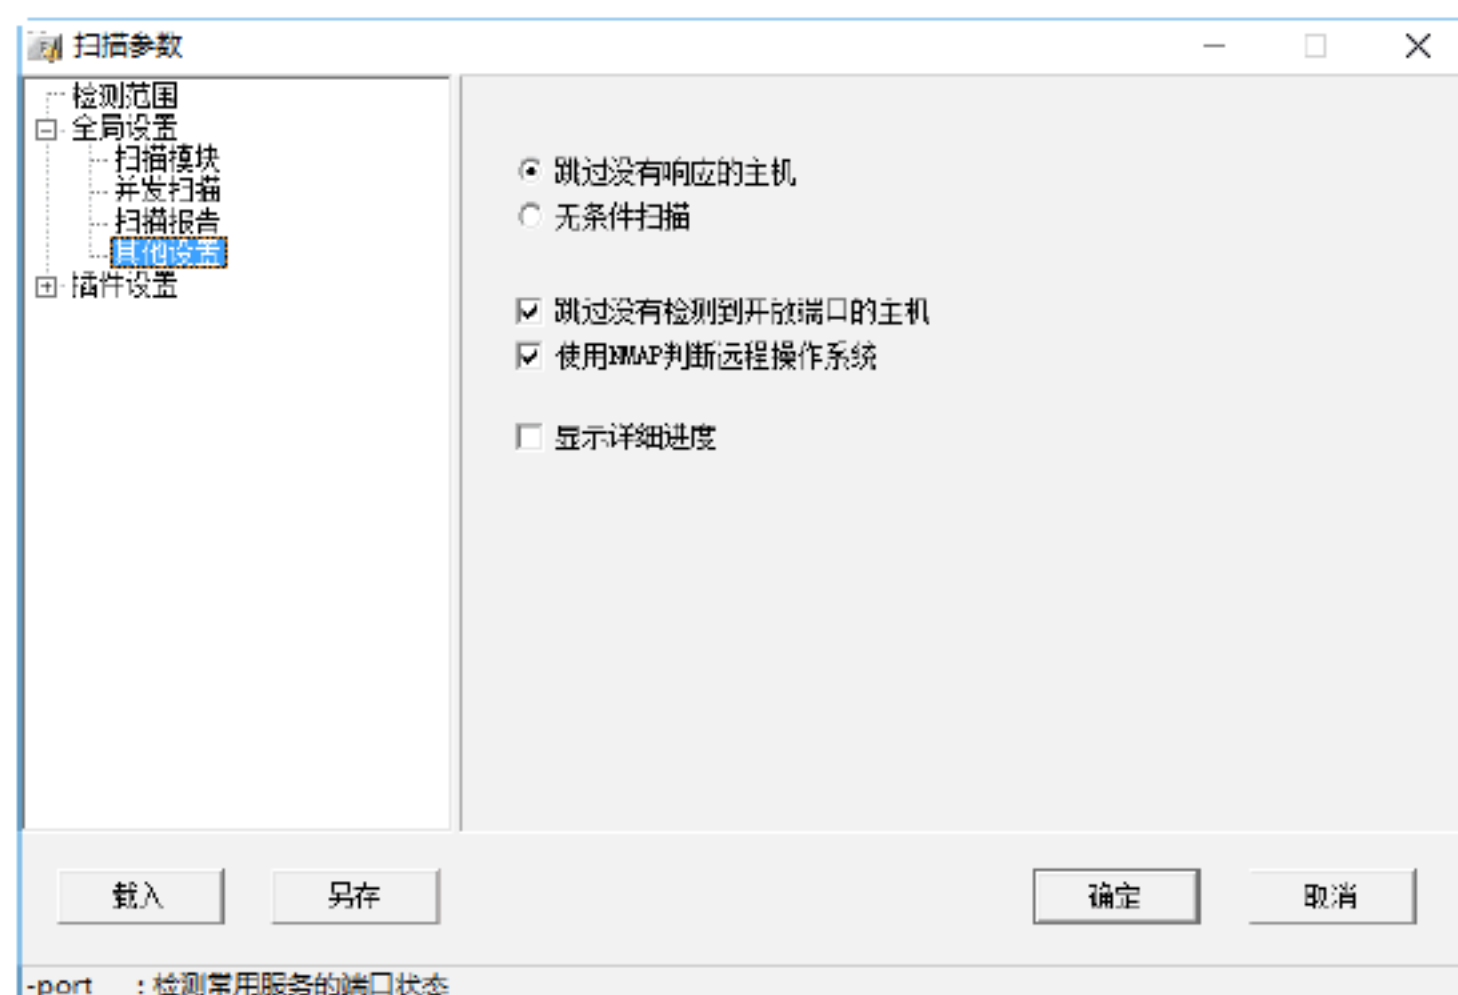 扫描参数
检测范围
全局设置
扫描模块
并发扫描
扫描报告
其他设置
插件设置
跳过没有响应的主机
无条件扫描
跳过没有检测到开放端口的主机
使用NMAP判断远程操作系统
显示详细进度
载入
另存
确定
取消
-port : 检测常用服务的端口状态